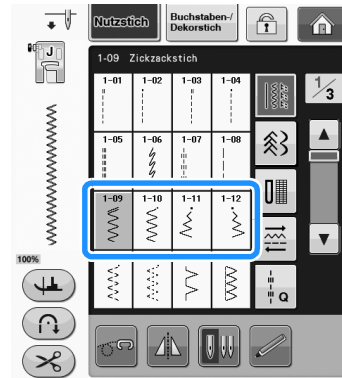 Nutzstich
Buchstaben-/
Dekorstich
J
1-09 Zickzackstich
1/3
1-01 1-02 1-03 1-04
1-05 1-06 1-07 1-08
1-09 1-10 1-11 1-12
100%
Q